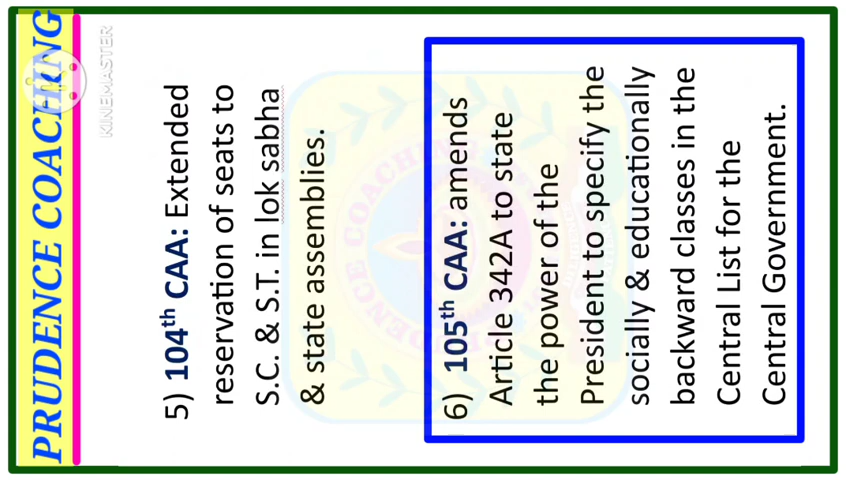 PRUDENCE COACHING
KINEMASTER
5) 104th CAA: Extended
reservation of seats to
S.C. & S.T. in lok sabha
& state assemblies.
6) 105th CAA: amends
Article 342A to state
the power of the
President to specify the
socially & educationally
backward classes in the
Central List for the
Central Government.